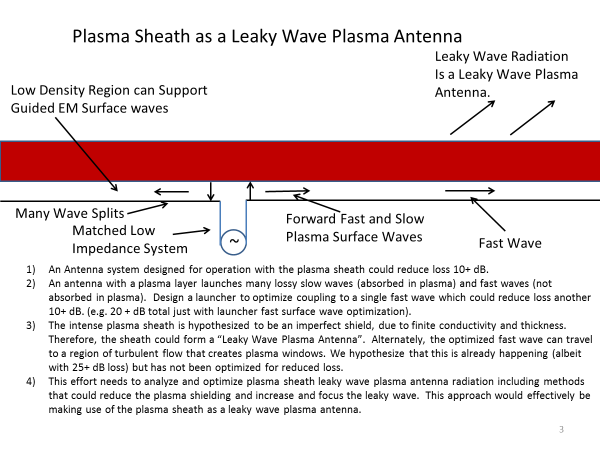 Plasma Sheath as a Leaky Wave Plasma Antenna
Leaky Wave Radiation
Is a Leaky Wave Plasma
Antenna.
Low Density Region can Support
Guided EM Surface waves
Many Wave Splits
Matched Low
Impedance System
~
Forward Fast and Slow
Plasma Surface Waves
Fast Wave
1) An Antenna system designed for operation with the plasma sheath could reduce loss 10+ dB.
2) An antenna with a plasma layer launches many lossy slow waves (absorbed in plasma) and fast waves (not
absorbed in plasma). Design a launcher to optimize coupling to a single fast wave which could reduce loss another
10+ dB. (e.g. 20 + dB total just with launcher fast surface wave optimization).
3) The intense plasma sheath is hypothesized to be an imperfect shield, due to finite conductivity and thickness.
Therefore, the sheath could form a “Leaky Wave Plasma Antenna”. Alternately, the optimized fast wave can travel
to a region of turbulent flow that creates plasma windows. We hypothesize that this is already happening (albeit
with 25+ dB loss) but has not been optimized for reduced loss.
4) This effort needs to analyze and optimize plasma sheath leaky wave plasma antenna radiation including methods
that could reduce the plasma shielding and increase and focus the leaky wave. This approach would effectively be
making use of the plasma sheath as a leaky wave plasma antenna.
3